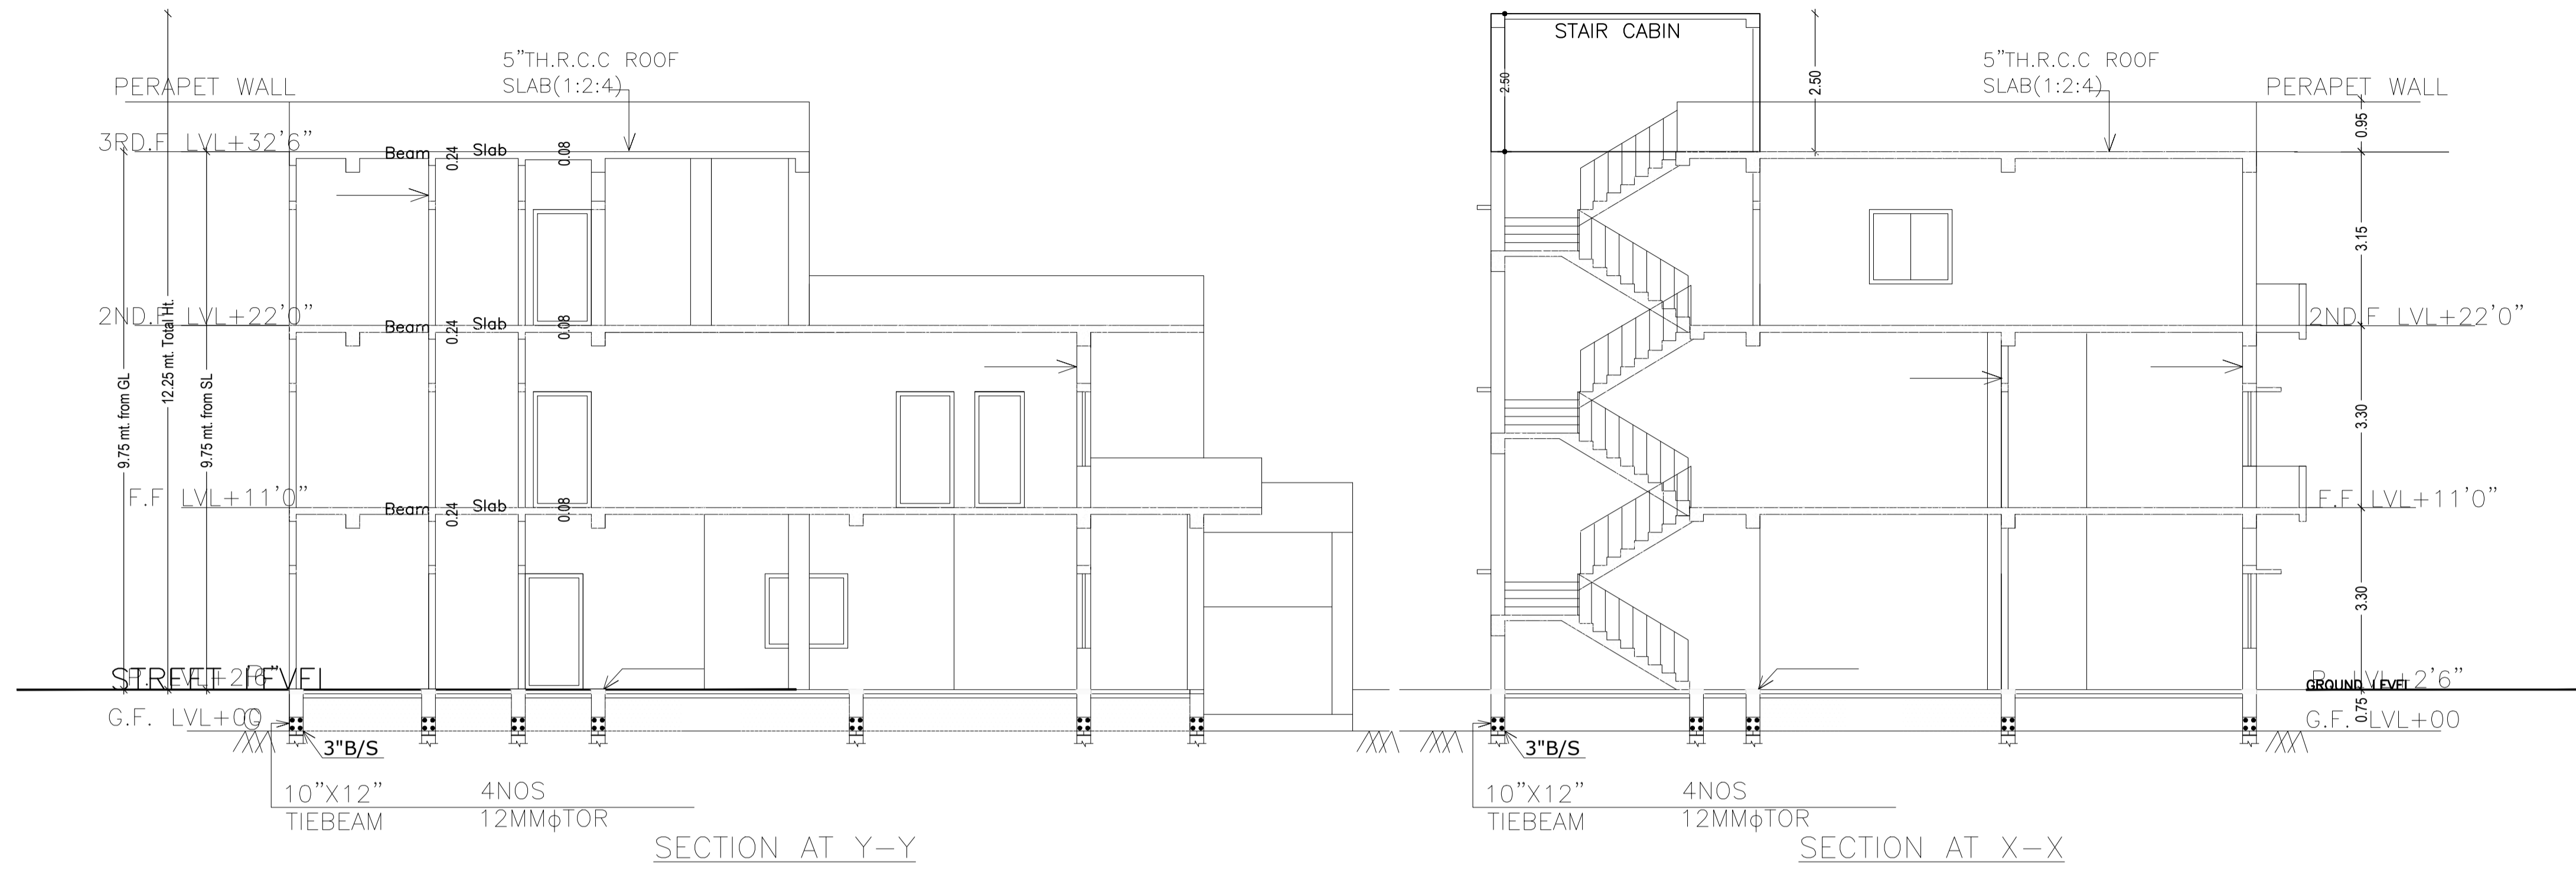 PERAPET WALL
5"TH.R.C.C ROOF
SLAB(1:2:4)
3RD.F LVL+32'6"
Beam
0.24
Slab
0.08
12.25 mt. Total Ht.
2ND.F LVL+22'0"
Beam
0.24
Slab
0.08
9.75 mt. from GL
9.75 mt. from SL
F.F LVL+11'0"
Beam
0.24
Slab
0.08
STREET LEVEL
G.F. LVL+00
3"B/S
10"X12"
TIEBEAM
4NOS
12MMϕTOR
SECTION AT Y-Y
STAIR CABIN
2.50
2.50
5"TH.R.C.C ROOF
SLAB(1:2:4)
PERAPET WALL
0.95
3.15
2ND.F LVL+22'0"
3.30
F.F LVL+11'0"
3.30
P. LVL+2'6"
GROUND LEVEL
0.75
G.F. LVL+00
3"B/S
10"X12"
TIEBEAM
4NOS
12MMϕTOR
SECTION AT X-X